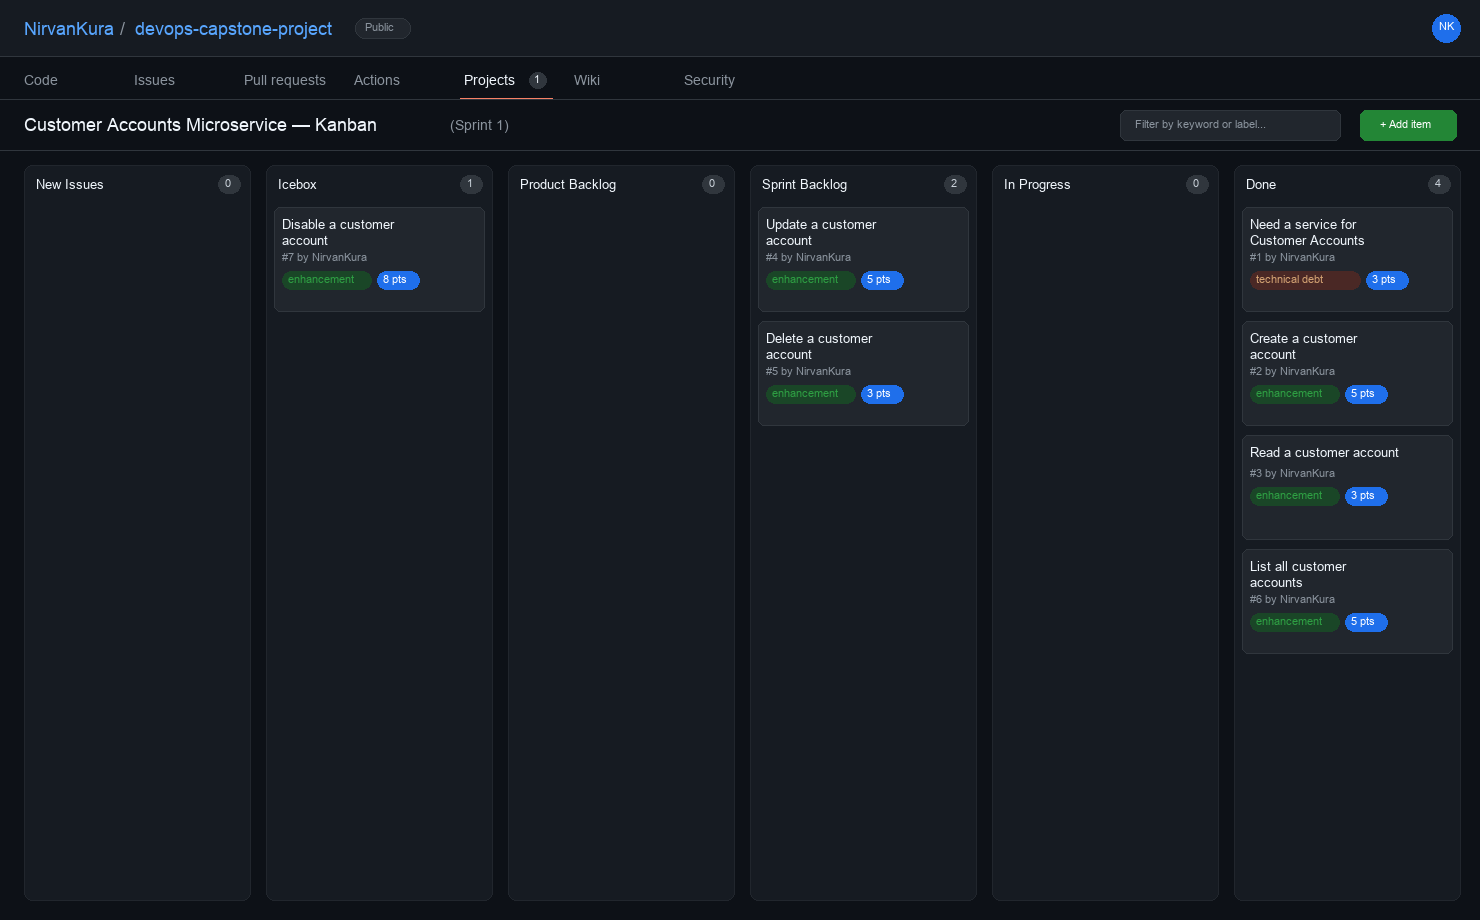 NirvanKura / devops-capstone-project Public NK
Code Issues Pull requests Actions Projects 1 Wiki Security
Customer Accounts Microservice — Kanban (Sprint 1) Filter by keyword or label... + Add item
New Issues 0
Icebox 1
Disable a customer
account
#7 by NirvanKura
enhancement 8 pts
Product Backlog 0
Sprint Backlog 2
Update a customer
account
#4 by NirvanKura
enhancement 5 pts
Delete a customer
account
#5 by NirvanKura
enhancement 3 pts
In Progress 0
Done 4
Need a service for
Customer Accounts
#1 by NirvanKura
technical debt 3 pts
Create a customer
account
#2 by NirvanKura
enhancement 5 pts
Read a customer account
#3 by NirvanKura
enhancement 3 pts
List all customer
accounts
#6 by NirvanKura
enhancement 5 pts